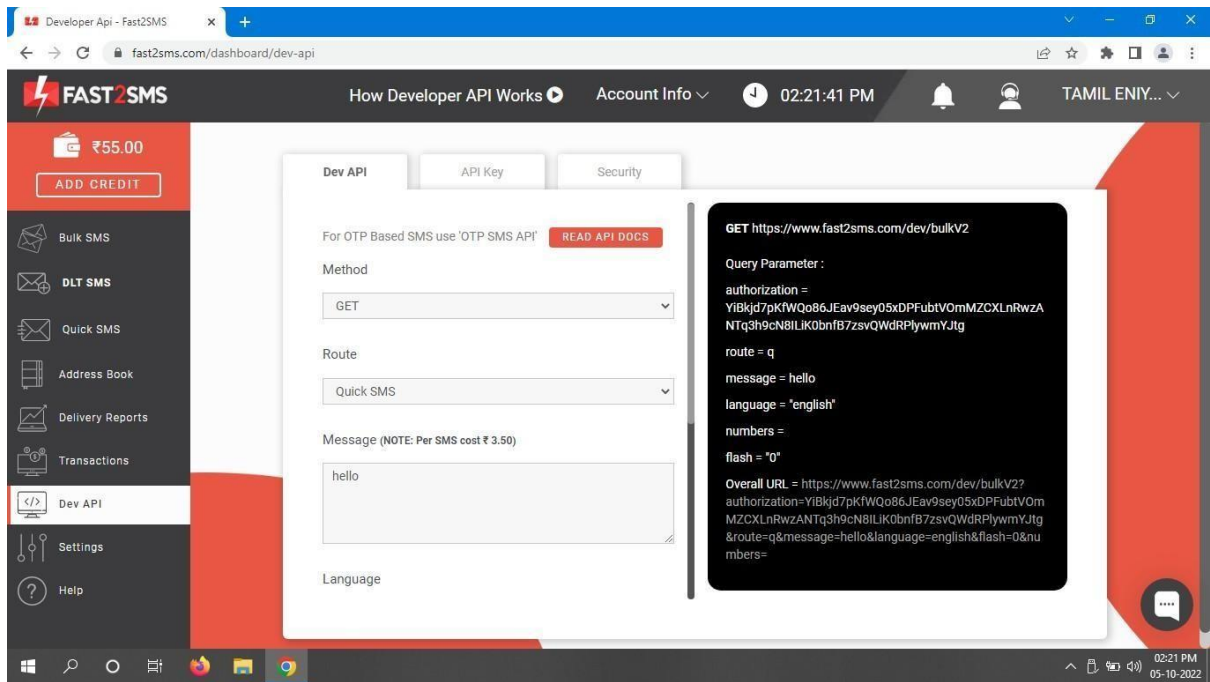 Developer Api - Fast2SMS
fast2sms.com/dashboard/dev-api
FAST2SMS
How Developer API Works
Account Info
02:21:41 PM
TAMIL ENIY...
₹55.00
ADD CREDIT
Bulk SMS
DLT SMS
Quick SMS
Address Book
Delivery Reports
Transactions
Dev API
Settings
Help
Dev API
API Key
Security
For OTP Based SMS use 'OTP SMS API'
READ API DOCS
Method
GET
Route
Quick SMS
Message (NOTE: Per SMS cost ₹ 3.50)
hello
Language
GET https://www.fast2sms.com/dev/bulkV2
Query Parameter :
authorization =
YiBkjd7pKfWQo86JEav9sey05xDPFubtVOmMZCXLnRwzA
NTq3h9cN8ILiK0bnfB7zsvQWdRPlywmYJtg
route = q
message = hello
language = "english"
numbers =
flash = "0"
Overall URL = https://www.fast2sms.com/dev/bulkV2?
authorization=YiBkjd7pKfWQo86JEav9sey05xDPFubtVOm
MZCXLnRwzANTq3h9cN8ILiK0bnfB7zsvQWdRPlywmYJtg
&route=q&message=hello&language=english&flash=0&nu
mbers=
02:21 PM
05-10-2022